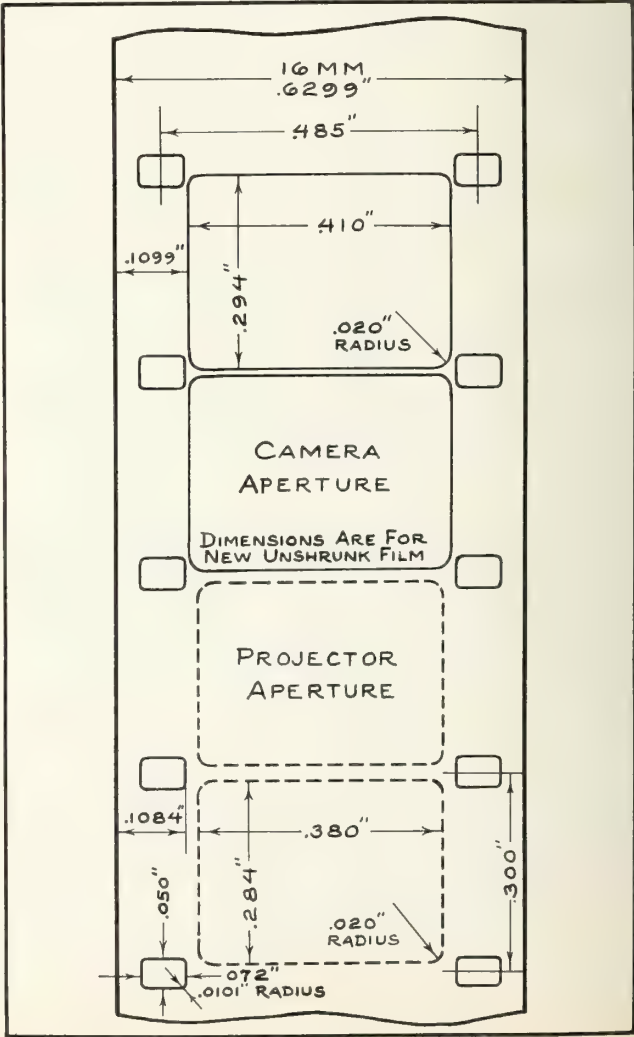 16 MM
.6299"
.485"
.410"
.1099"
.294"
.020"
RADIUS
CAMERA
APERTURE
DIMENSIONS ARE FOR
NEW UNSHRUNK FILM
PROJECTOR
APERTURE
.1084"
.380"
.050"
.284"
.300"
.020"
RADIUS
.072"
.0101" RADIUS